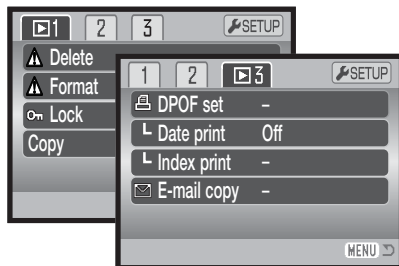 1 2 3 SETUP
Delete
Format
Lock
Copy
1 2 3 SETUP
DPOF set –
Date print Off
Index print –
E-mail copy –
MENU